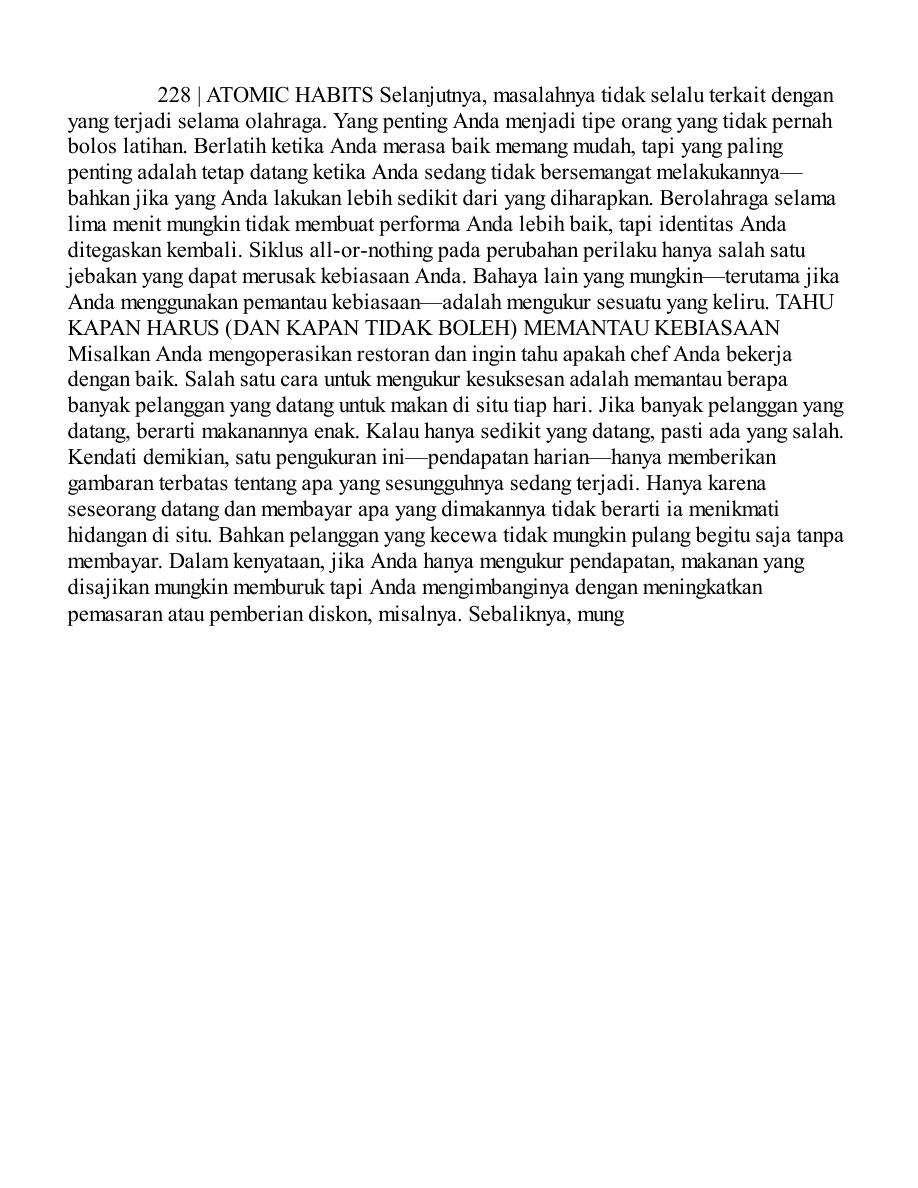 228 | ATOMIC HABITS Selanjutnya, masalahnya tidak selalu terkait dengan
yang terjadi selama olahraga. Yang penting Anda menjadi tipe orang yang tidak pernah
bolos latihan. Berlatih ketika Anda merasa baik memang mudah, tapi yang paling
penting adalah tetap datang ketika Anda sedang tidak bersemangat melakukannya—
bahkan jika yang Anda lakukan lebih sedikit dari yang diharapkan. Berolahraga selama
lima menit mungkin tidak membuat performa Anda lebih baik, tapi identitas Anda
ditegaskan kembali. Siklus all-or-nothing pada perubahan perilaku hanya salah satu
jebakan yang dapat merusak kebiasaan Anda. Bahaya lain yang mungkin—terutama jika
Anda menggunakan pemantau kebiasaan—adalah mengukur sesuatu yang keliru. TAHU
KAPAN HARUS (DAN KAPAN TIDAK BOLEH) MEMANTAU KEBIASAAN
Misalkan Anda mengoperasikan restoran dan ingin tahu apakah chef Anda bekerja
dengan baik. Salah satu cara untuk mengukur kesuksesan adalah memantau berapa
banyak pelanggan yang datang untuk makan di situ tiap hari. Jika banyak pelanggan yang
datang, berarti makanannya enak. Kalau hanya sedikit yang datang, pasti ada yang salah.
Kendati demikian, satu pengukuran ini—pendapatan harian—hanya memberikan
gambaran terbatas tentang apa yang sesungguhnya sedang terjadi. Hanya karena
seseorang datang dan membayar apa yang dimakannya tidak berarti ia menikmati
hidangan di situ. Bahkan pelanggan yang kecewa tidak mungkin pulang begitu saja tanpa
membayar. Dalam kenyataan, jika Anda hanya mengukur pendapatan, makanan yang
disajikan mungkin memburuk tapi Anda mengimbanginya dengan meningkatkan
pemasaran atau pemberian diskon, misalnya. Sebaliknya, mung